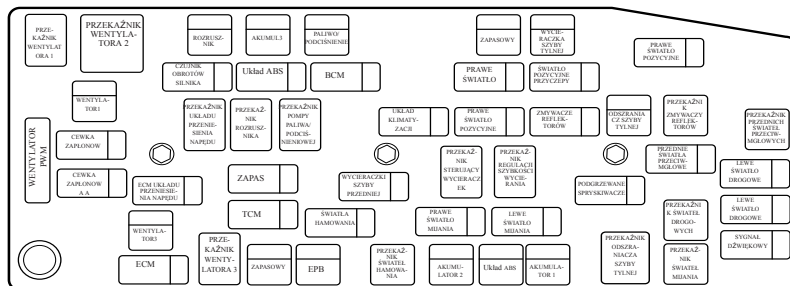 PRZE-
KAŹNIK
WENTYLAT
ORA 1
PRZEKAŹNIK
WENTYLA-
TORA 2
ROZRUSZ-
NIK
AKUMUL3
PALIWO/
PODCIŚNIENIE
ZAPASOWY
WYCIE-
RACZKA
SZYBY
TYLNEJ
PRAWE
ŚWIATŁO
POZYCYJNE
CZUJNIK
OBROTÓW
SILNIKA
Układ ABS
BCM
PRAWE
ŚWIATŁO
ŚWIATŁO
POZYCYJNE
PRZYCZEPY
WENTYLA-
TOR1
PRZEKAŹNIK
UKŁADU
PRZENIE-
SIENIA
NAPĘDU
PRZEKAŹ-
NIK
ROZRUSZ-
NIKA
PRZEKAŹNIK
POMPY
PALIWA/
PODCIŚ-
NIENIOWEJ
UKŁAD
KLIMATY-
ZACJI
PRAWE
ŚWIATŁO
POZYCYJNE
ZMYWACZE
REFLEK-
TORÓW
ODSZRANIA
CZ SZYBY
TYLNEJ
PRZEKAŹNI
K
ZMYWACZY
REFLEK-
TORÓW
PRZEKAŹNIK
PRZEDNICH
ŚWIATEŁ
PRZECIW-
MGŁOWYCH
WENTYLATOR
PWM
CEWKA
ZAPŁONOW
CEWKA
ZAPŁONOW
A A
ECM UKŁADU
PRZENIESIE-
NIA NAPĘDU
ZAPAS
WYCIERACZKI
SZYBY
PRZEDNIEJ
PRZEKAŹ-
NIK
STERUJĄCY
WYCIERACZ
EK
PRZEKAŹ-
NIK
REGULACJI
SZYBKOŚCI
WYCIE-
RANIA
PRZEDNIE
ŚWIATŁA
PRZECIW-
MGŁOWE
PODGRZEWANE
SPRYSKIWACZE
LEWE
ŚWIATŁO
DROGOWE
LEWE
ŚWIATŁO
DROGOWE
SYGNAŁ
DŹWIĘKOWY
WENTYLA-
TOR3
TCM
ŚWIATŁA
HAMOWANIA
PRAWE
ŚWIATŁO
MIJANIA
LEWE
ŚWIATŁO
MIJANIA
PRZEKAŹNI
K ŚWIATEŁ
DROGO-
WYCH
ECM
PRZE-
KAŹNIK
WENTY-
LATORA 3
ZAPASOWY
EPB
PRZEKAŹ-
NIK
ŚWIATEŁ
HAMOWA-
NIA
AKUMU-
LATOR 2
Układ ABS
AKUMULA-
TOR 1
PRZEKAŹNIK
ODSZRA-
NIACZA
SZYBY
TYLNEJ
PRZEKAŹ-
NIK
ŚWIATEŁ
MIJANIA